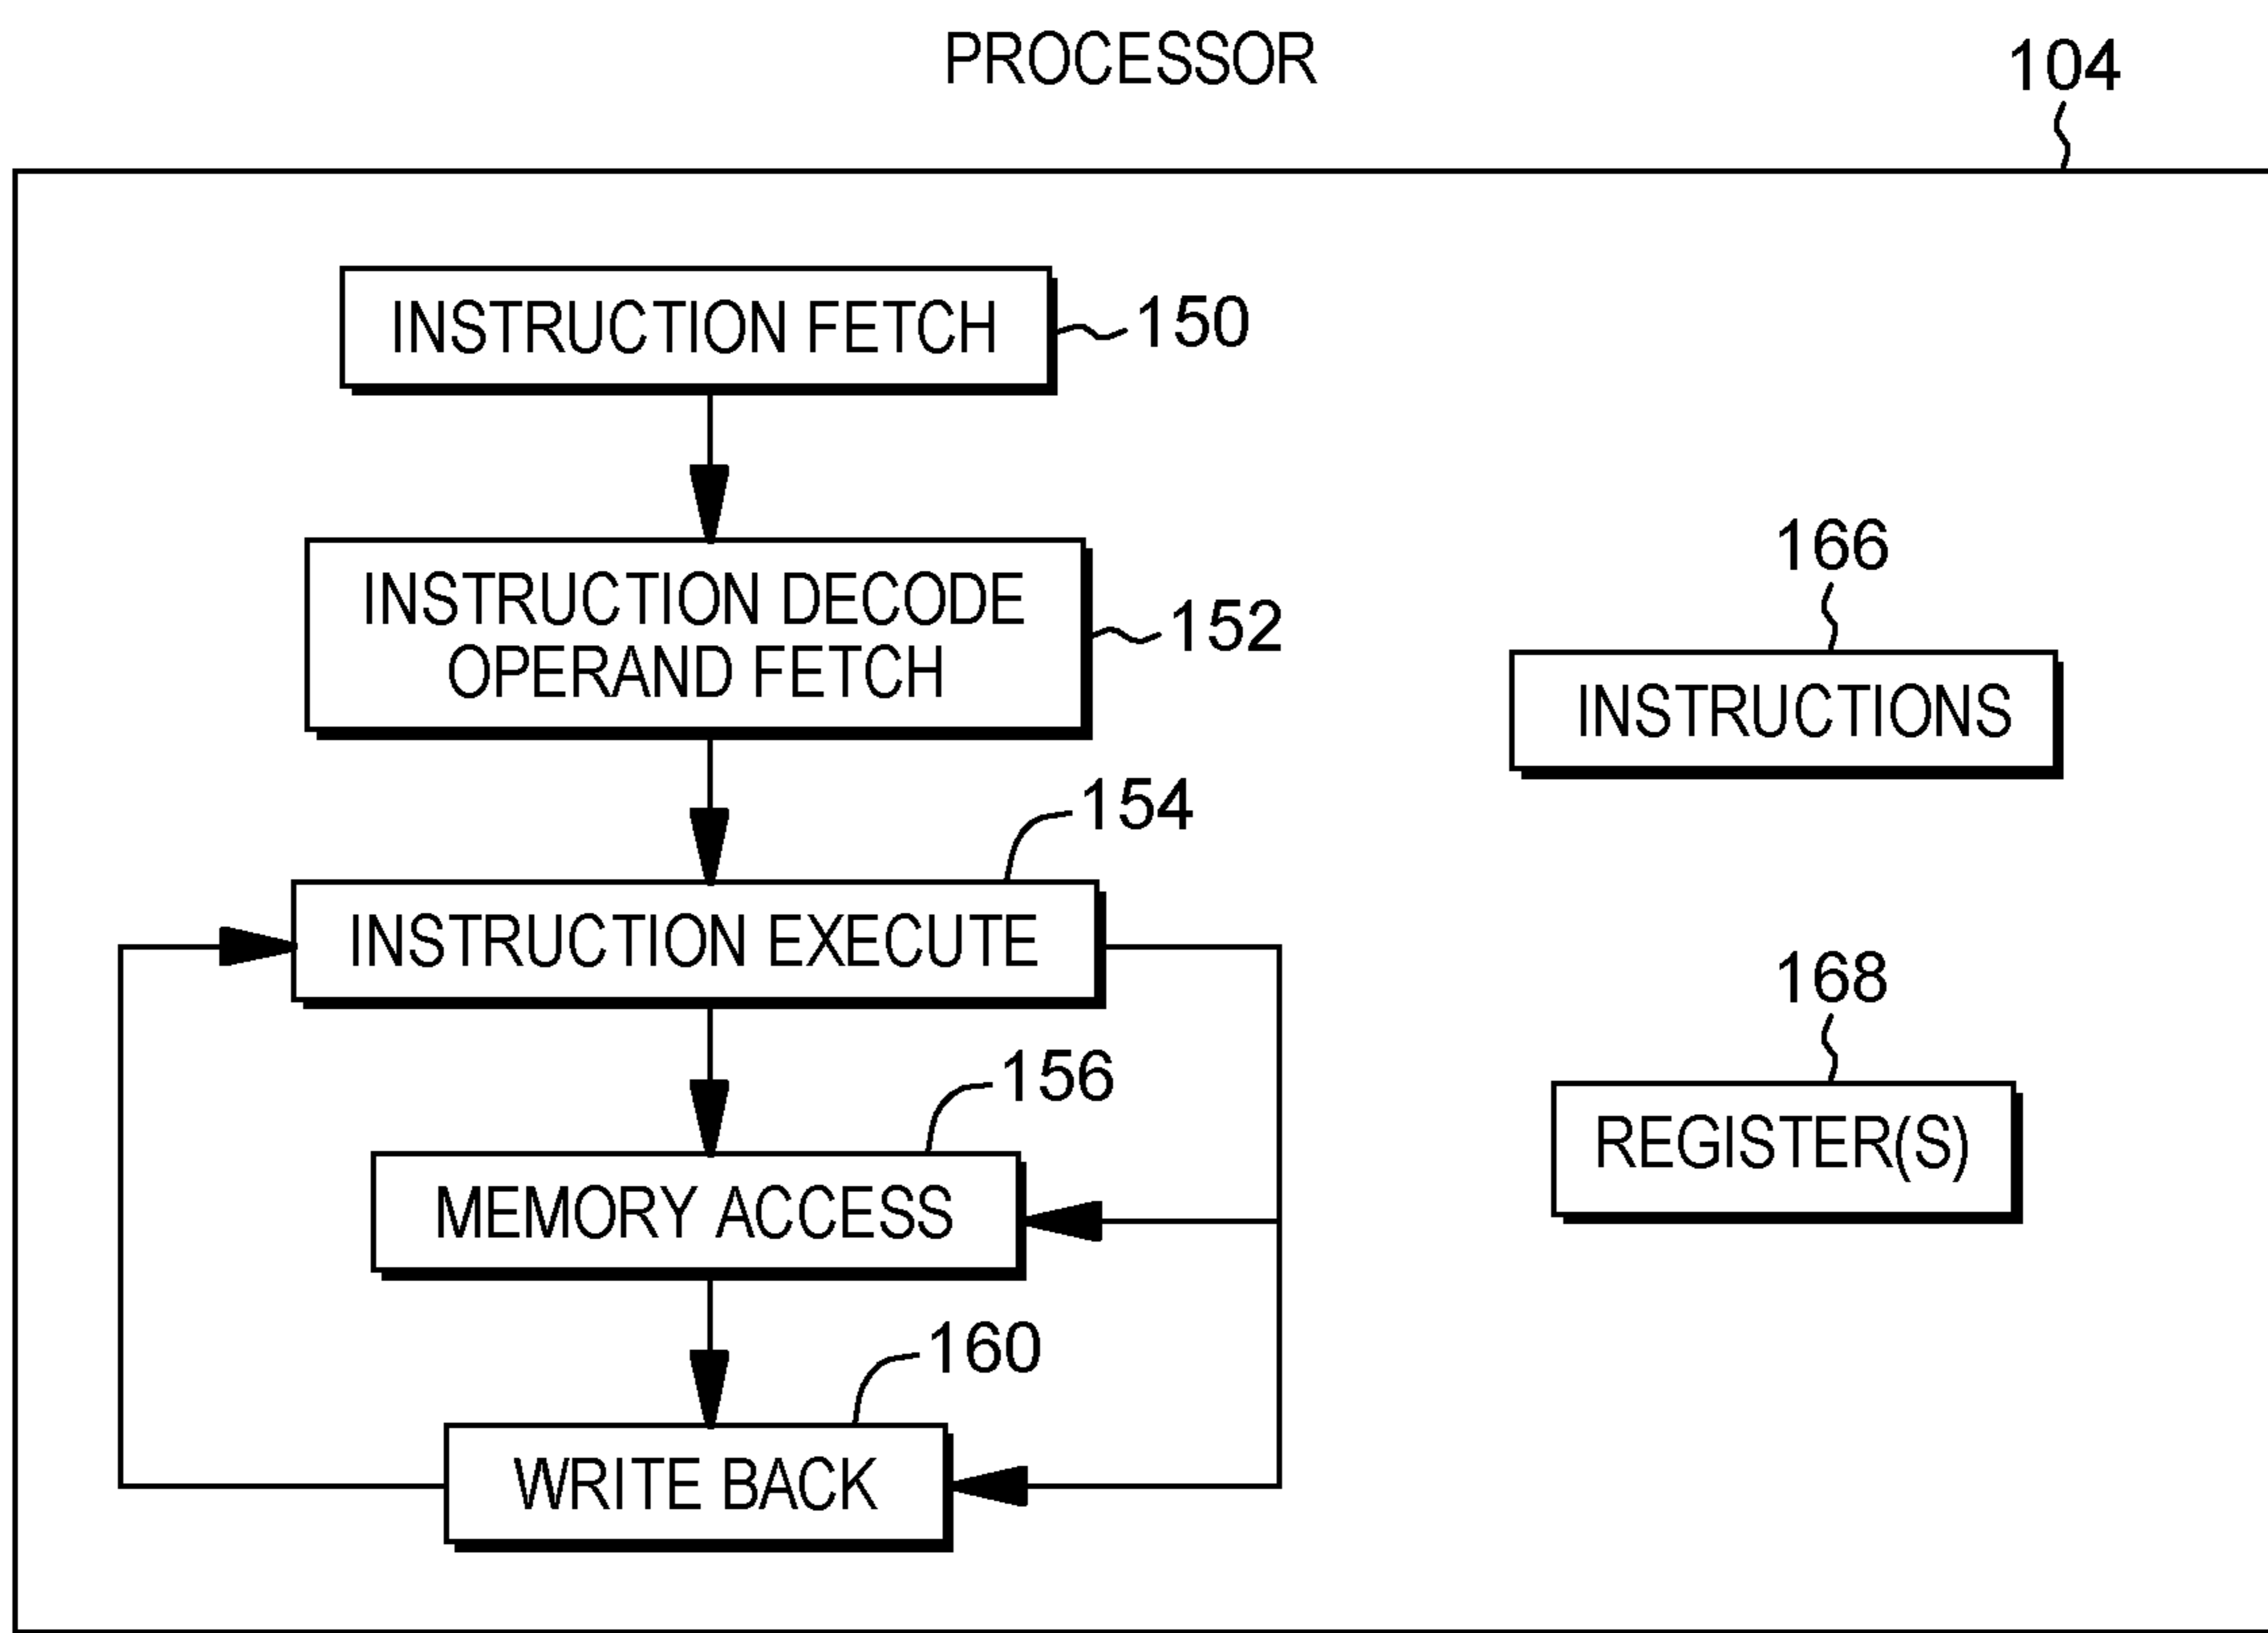 PROCESSOR
104
INSTRUCTION FETCH
150
INSTRUCTION DECODE
OPERAND FETCH
152
166
INSTRUCTIONS
154
INSTRUCTION EXECUTE
168
REGISTER(S)
156
MEMORY ACCESS
160
WRITE BACK